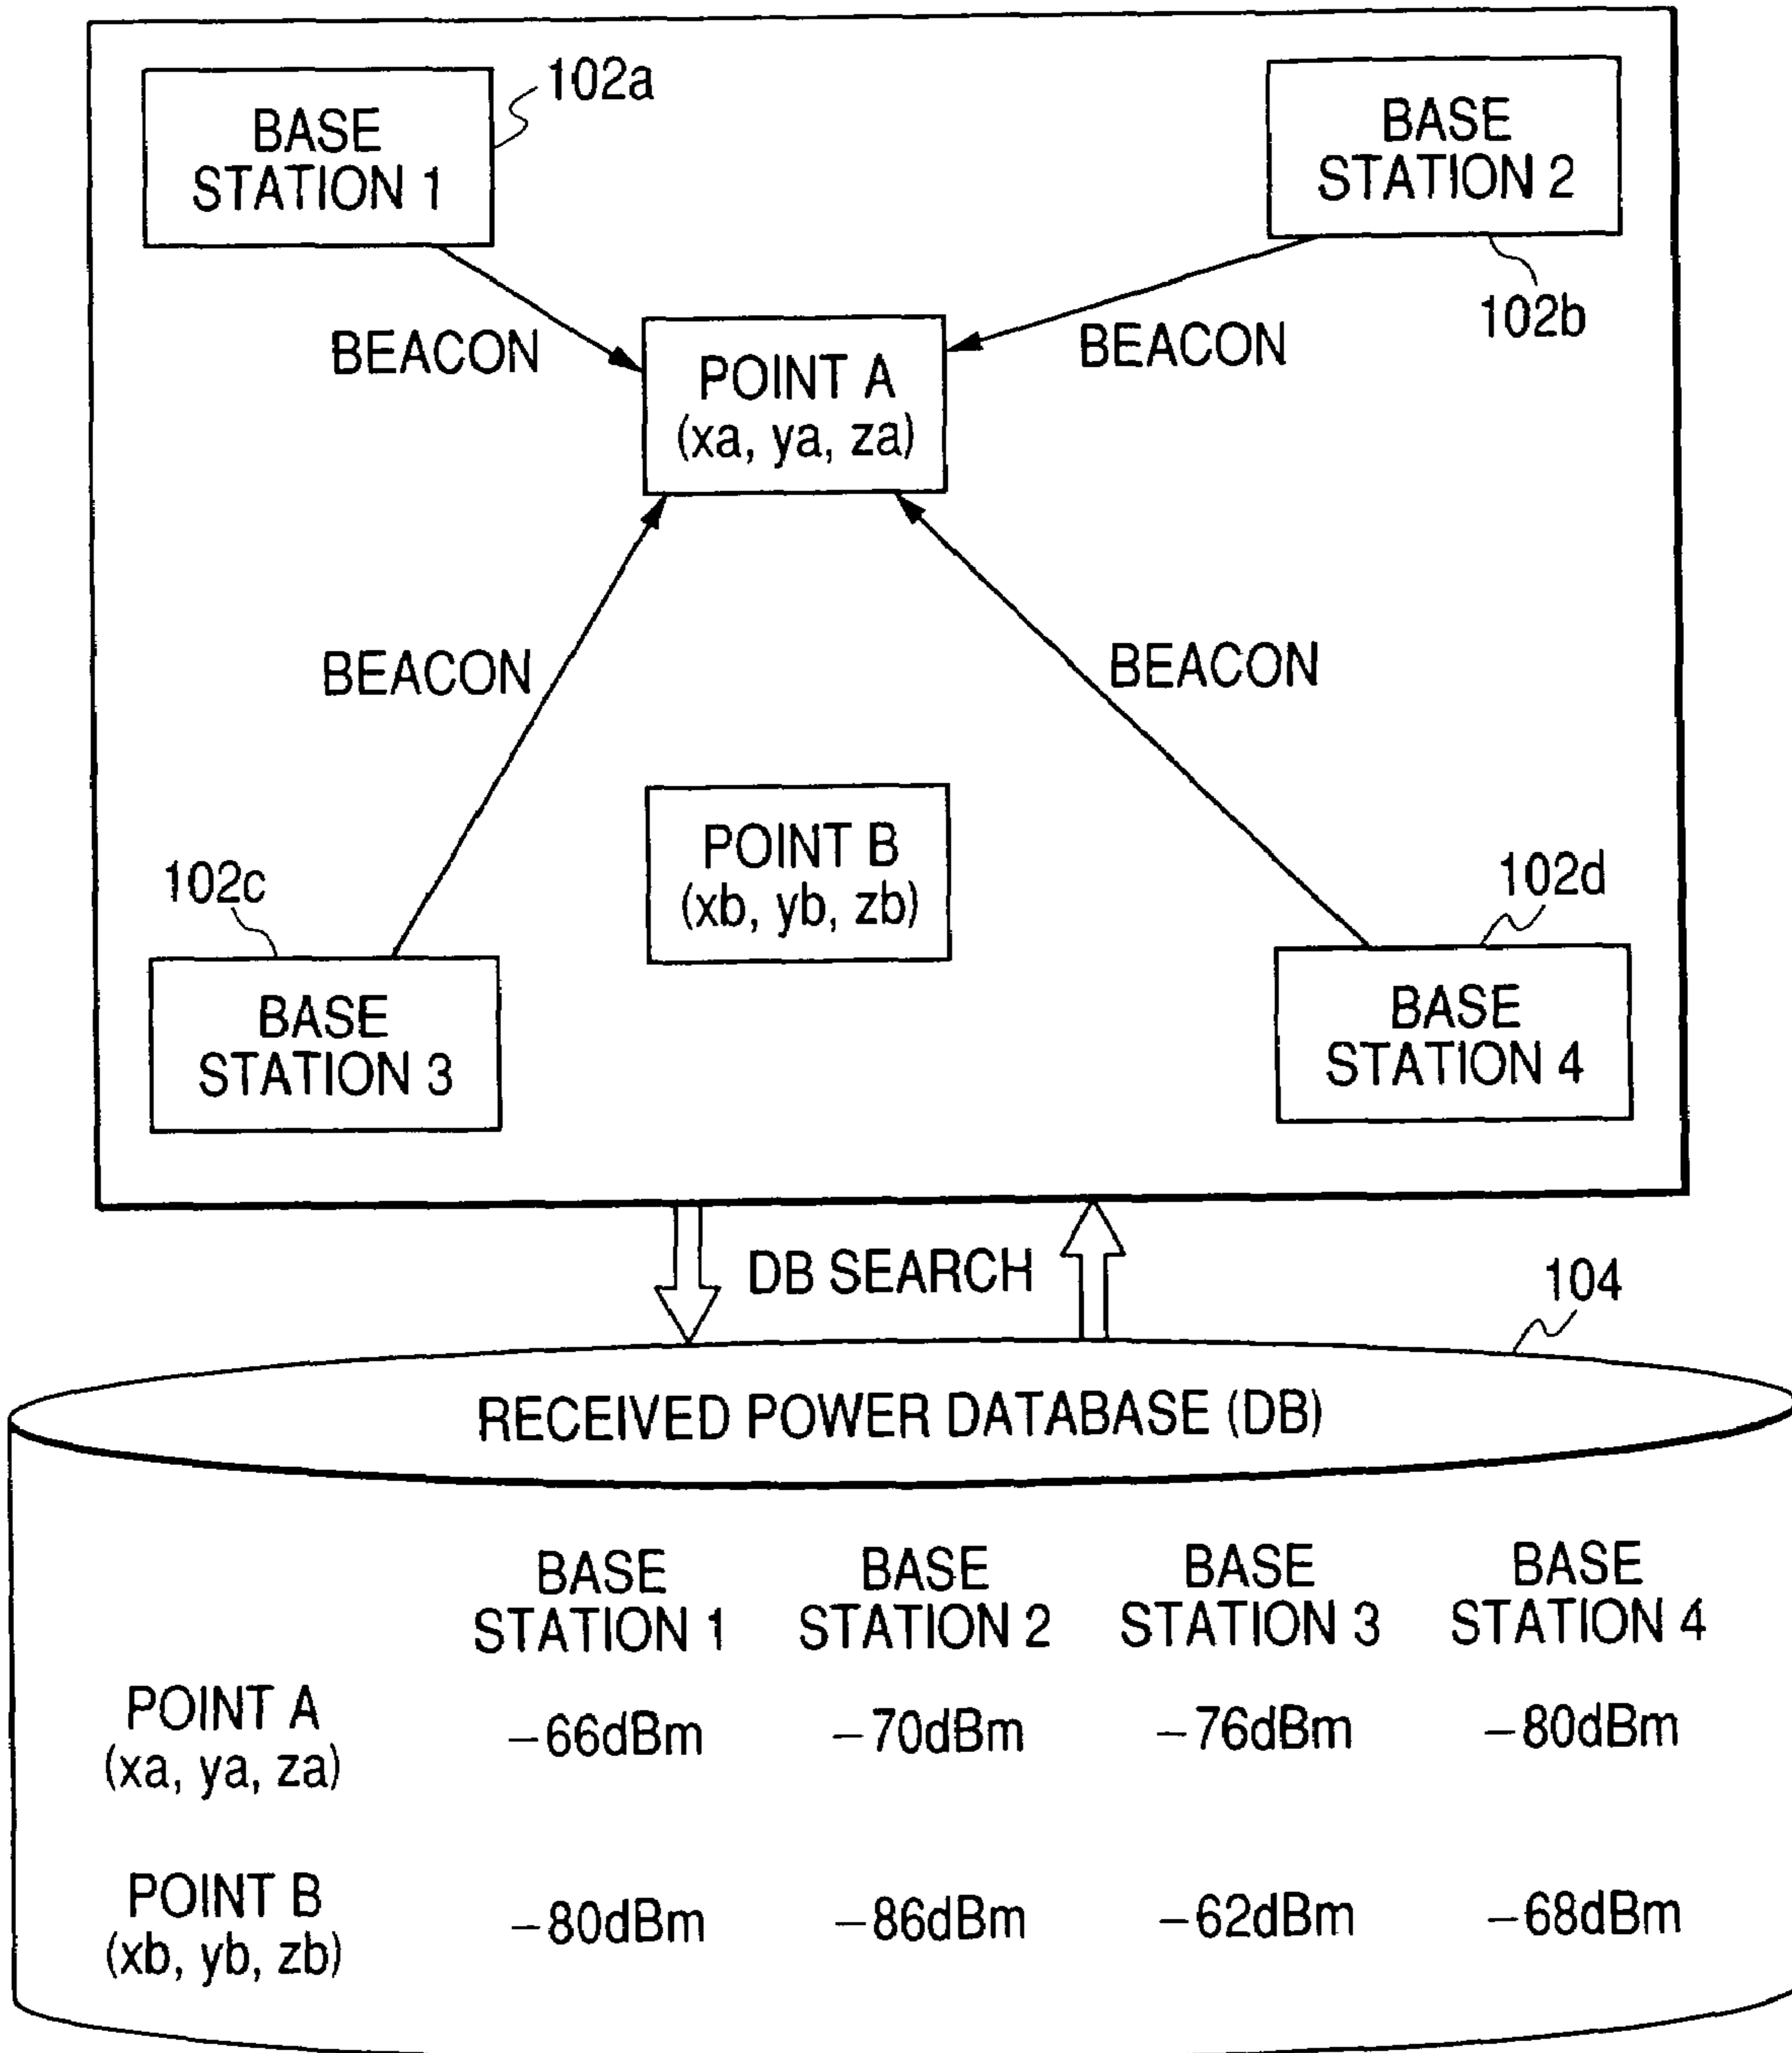 102a
BASE
STATION 1
BASE
STATION 2
102b
BEACON
BEACON
POINT A
(xa, ya, za)
BEACON
BEACON
POINT B
(xb, yb, zb)
102c
102d
BASE
STATION 3
BASE
STATION 4
DB SEARCH
104
RECEIVED POWER DATABASE (DB)
BASE STATION 1 BASE STATION 2 BASE STATION 3 BASE STATION 4
POINT A
(xa, ya, za)
−66dBm −70dBm −76dBm −80dBm
POINT B
(xb, yb, zb)
−80dBm −86dBm −62dBm −68dBm